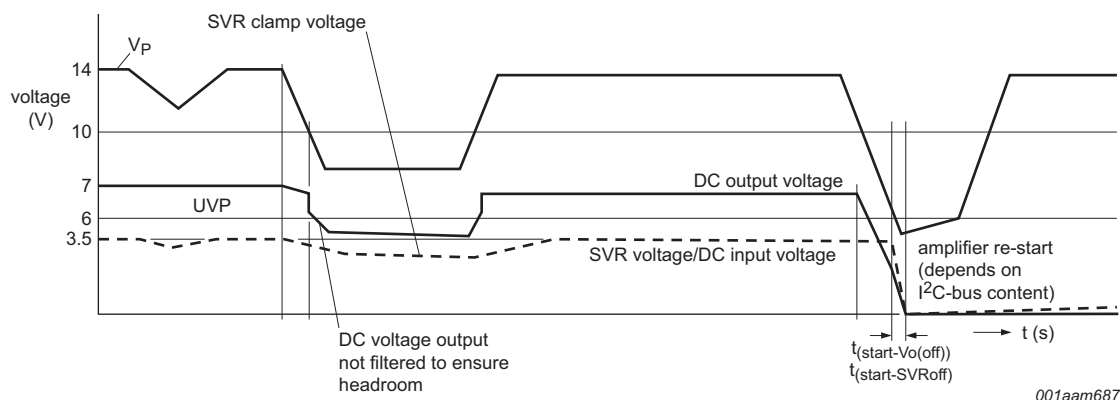 SVR clamp voltage
VP
14
voltage
(V)
10
7
DC output voltage
UVP
6
3.5
SVR voltage/DC input voltage
amplifier re-start
(depends on
I2C-bus content)
t (s)
DC voltage output
not filtered to ensure
headroom
t(start-Vo(off))
t(start-SVRoff)
001aam687